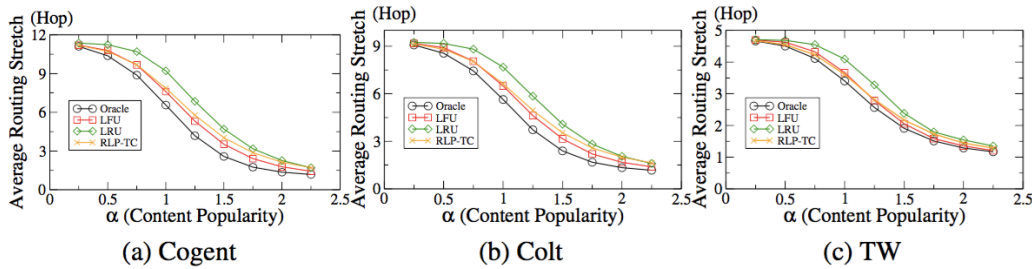 (Hop)
Average Routing Stretch
12
9
6
3
0
Oracle
LFU
LRU
RLP-TC
0 0.5 1 1.5 2 2.5
α (Content Popularity)
(a) Cogent
(Hop)
Average Routing Stretch
9
6
3
0
Oracle
LFU
LRU
RLP-TC
0 0.5 1 1.5 2 2.5
α (Content Popularity)
(b) Colt
(Hop)
Average Routing Stretch
5
4
3
2
1
0
Oracle
LFU
LRU
RLP-TC
0 0.5 1 1.5 2 2.5
α (Content Popularity)
(c) TW